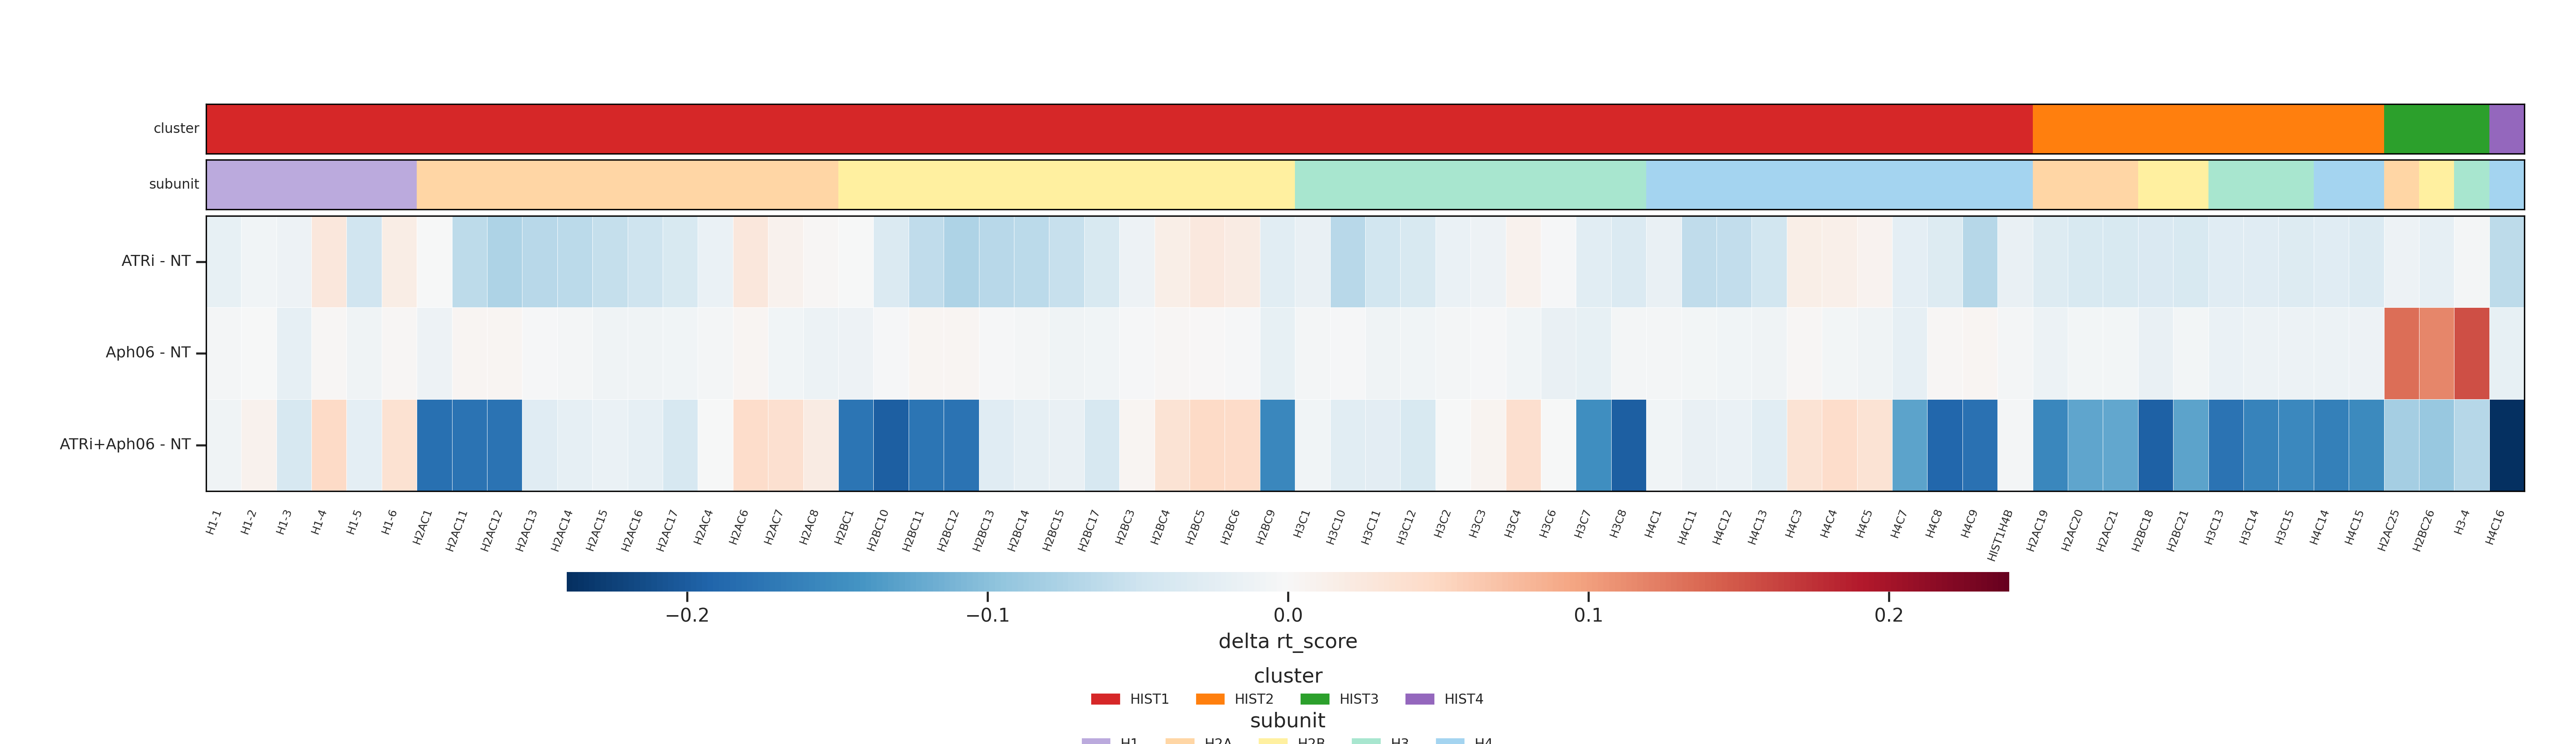 cluster
subunit
ATRi - NT
Aph06 - NT
ATRi+Aph06 - NT
H1-1 H1-2 H1-3 H1-4 H1-5 H1-6 H2AC1 H2AC11 H2AC12 H2AC13 H2AC14 H2AC15 H2AC16 H2AC17 H2AC4 H2AC6 H2AC7 H2AC8 H2BC1 H2BC10 H2BC11 H2BC12 H2BC13 H2BC14 H2BC15 H2BC17 H2BC3 H2BC4 H2BC5 H2BC6 H2BC9 H3C1 H3C10 H3C11 H3C12 H3C2 H3C3 H3C4 H3C6 H3C7 H3C8 H4C1 H4C11 H4C12 H4C13 H4C3 H4C4 H4C5 H4C7 H4C8 H4C9 HIST1H4B H2AC19 H2AC20 H2AC21 H2BC18 H2BC21 H3C13 H3C14 H3C15 H4C14 H4C15 H2AC25 H2BC26 H3-4 H4C16
−0.2 −0.1 0.0 0.1 0.2
delta rt_score
cluster
HIST1 HIST2 HIST3 HIST4
subunit
H1 H2A H2B H3 H4